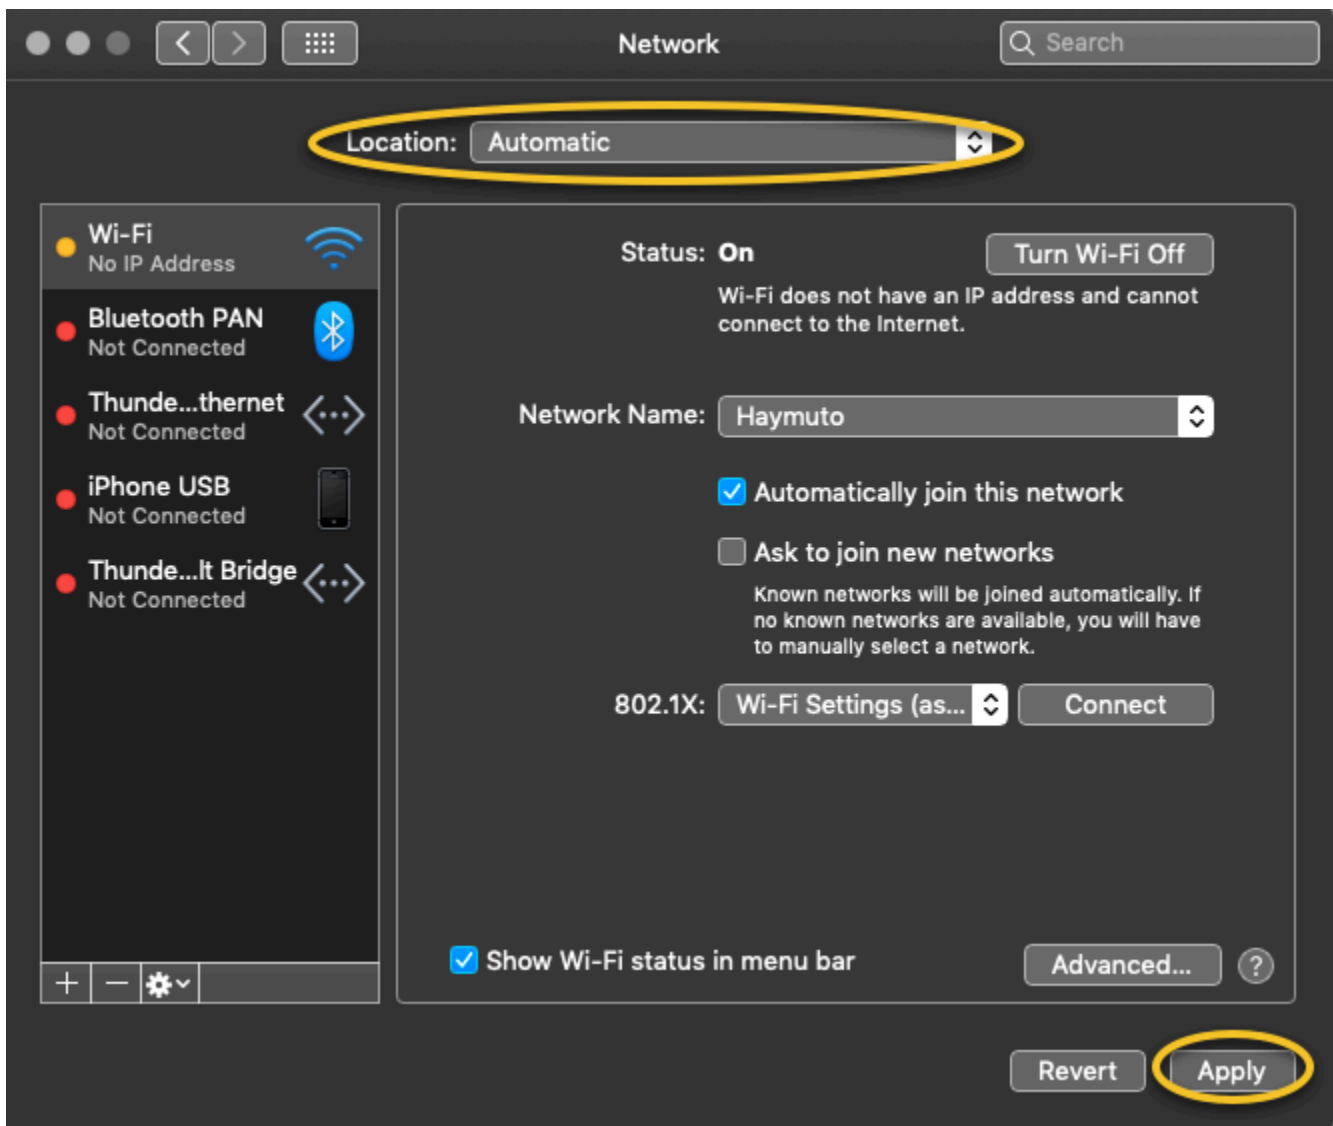 Network
Search
Location: Automatic
Wi-Fi
No IP Address
Bluetooth PAN
Not Connected
Thunde...thernet
Not Connected
iPhone USB
Not Connected
Thunde...lt Bridge
Not Connected
Status: On
Turn Wi-Fi Off
Wi-Fi does not have an IP address and cannot
connect to the Internet.
Network Name: Haymuto
Automatically join this network
Ask to join new networks
Known networks will be joined automatically. If
no known networks are available, you will have
to manually select a network.
802.1X: Wi-Fi Settings (as... Connect
Show Wi-Fi status in menu bar
Advanced... ?
Revert Apply